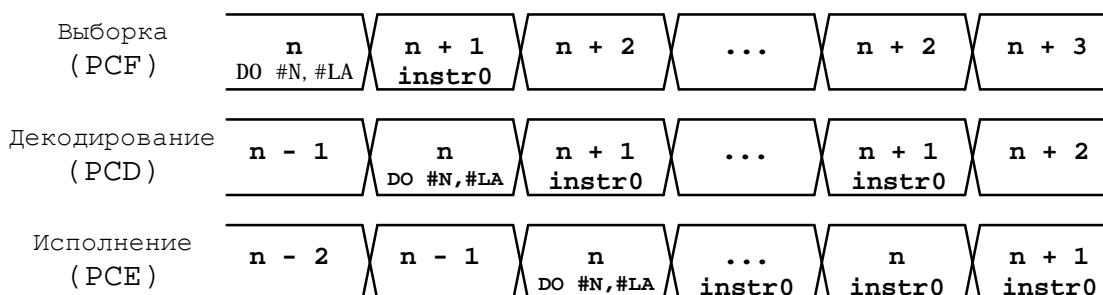 Выборка
(PCF)
n
DO #N,#LA
n + 1
instr0
n + 2
...
n + 2
n + 3
Декодирование
(PCD)
n - 1
n
DO #N,#LA
n + 1
instr0
...
n + 1
instr0
n + 2
Исполнение
(PCE)
n - 2
n - 1
n
DO #N,#LA
...
instr0
n
instr0
n + 1
instr0